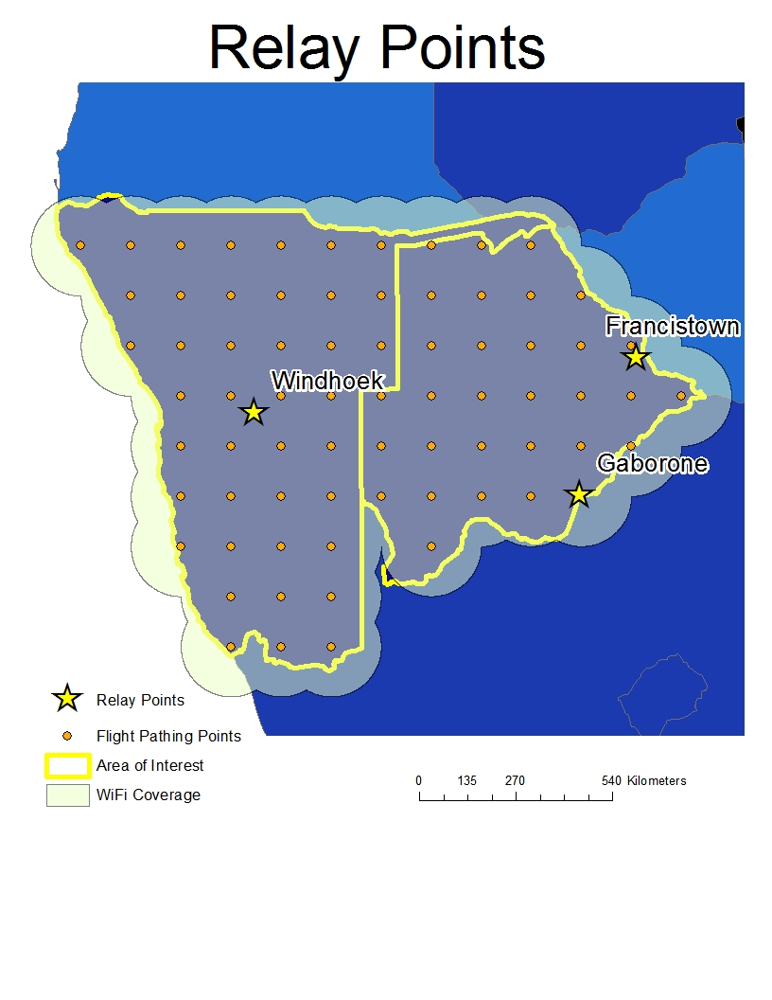 Relay Points
Francistown
Windhoek
Gaborone
Relay Points
Flight Pathing Points
Area of Interest
WiFi Coverage
0 135 270 540 Kilometers